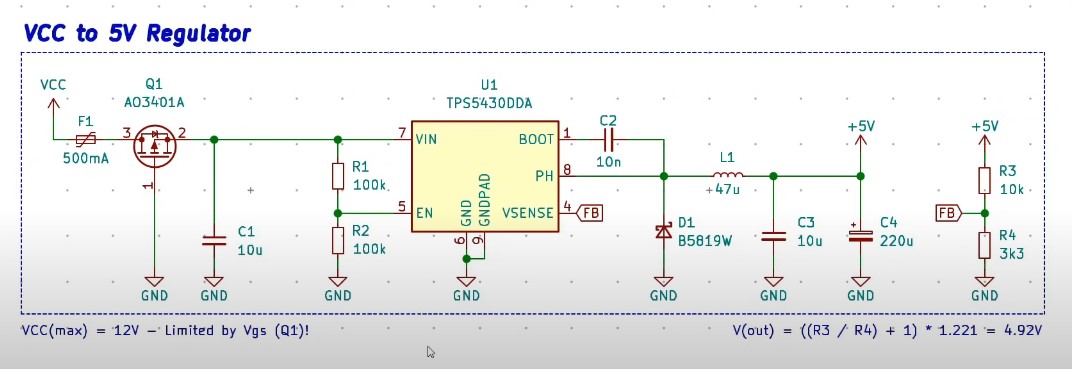 VCC to 5V Regulator
VCC
Q1
AO3401A
F1
500mA
3
2
1
U1
TPS5430DDA
7
VIN
BOOT
1
C2
10n
PH
8
5
EN
VSENSE
4
FB
GND
GNDPAD
6
9
R1
100k
R2
100k
C1
10u
L1
47u
D1
B5819W
C3
10u
+5V
C4
220u
+5V
R3
10k
FB
R4
3k3
GND
GND
GND
GND
GND
GND
GND
GND
VCC(max) = 12V – Limited by Vgs (Q1)!
V(out) = ((R3 / R4) + 1) * 1.221 = 4.92V